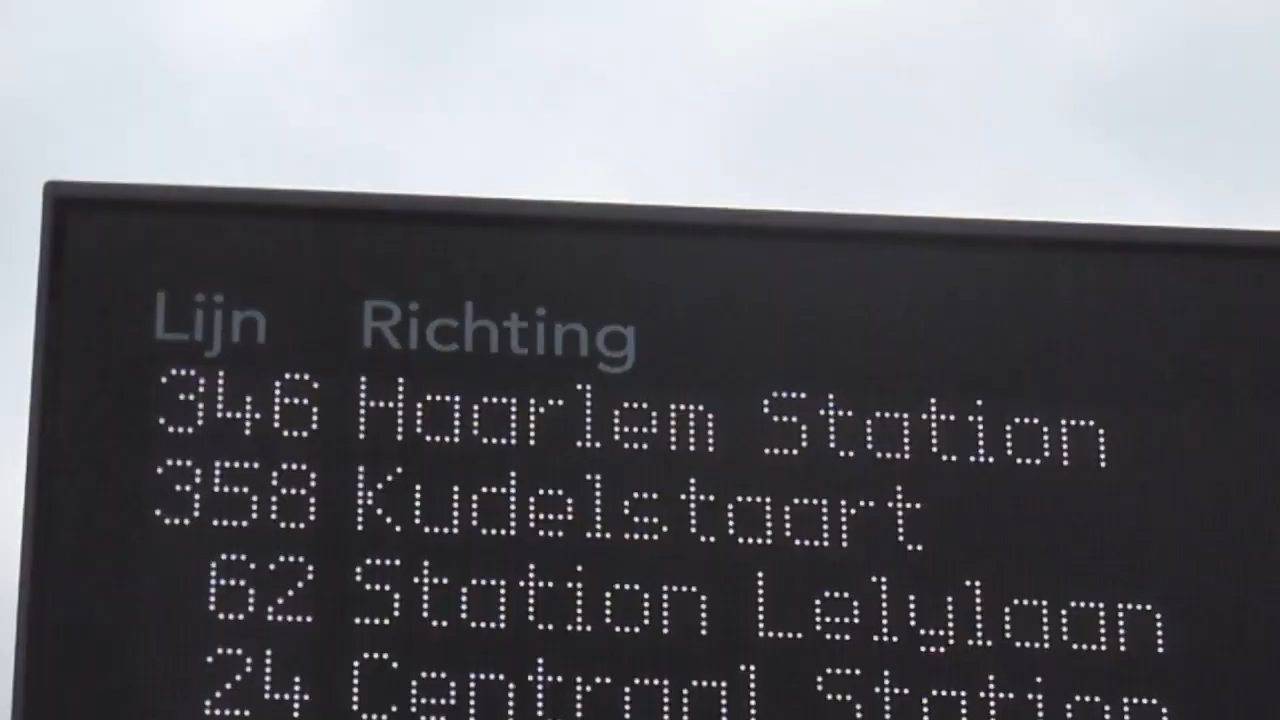 Lijn Richting
346 Haarlem Station
358 Kudelstaart
62 Station Lelylaan
24 Centraal Station